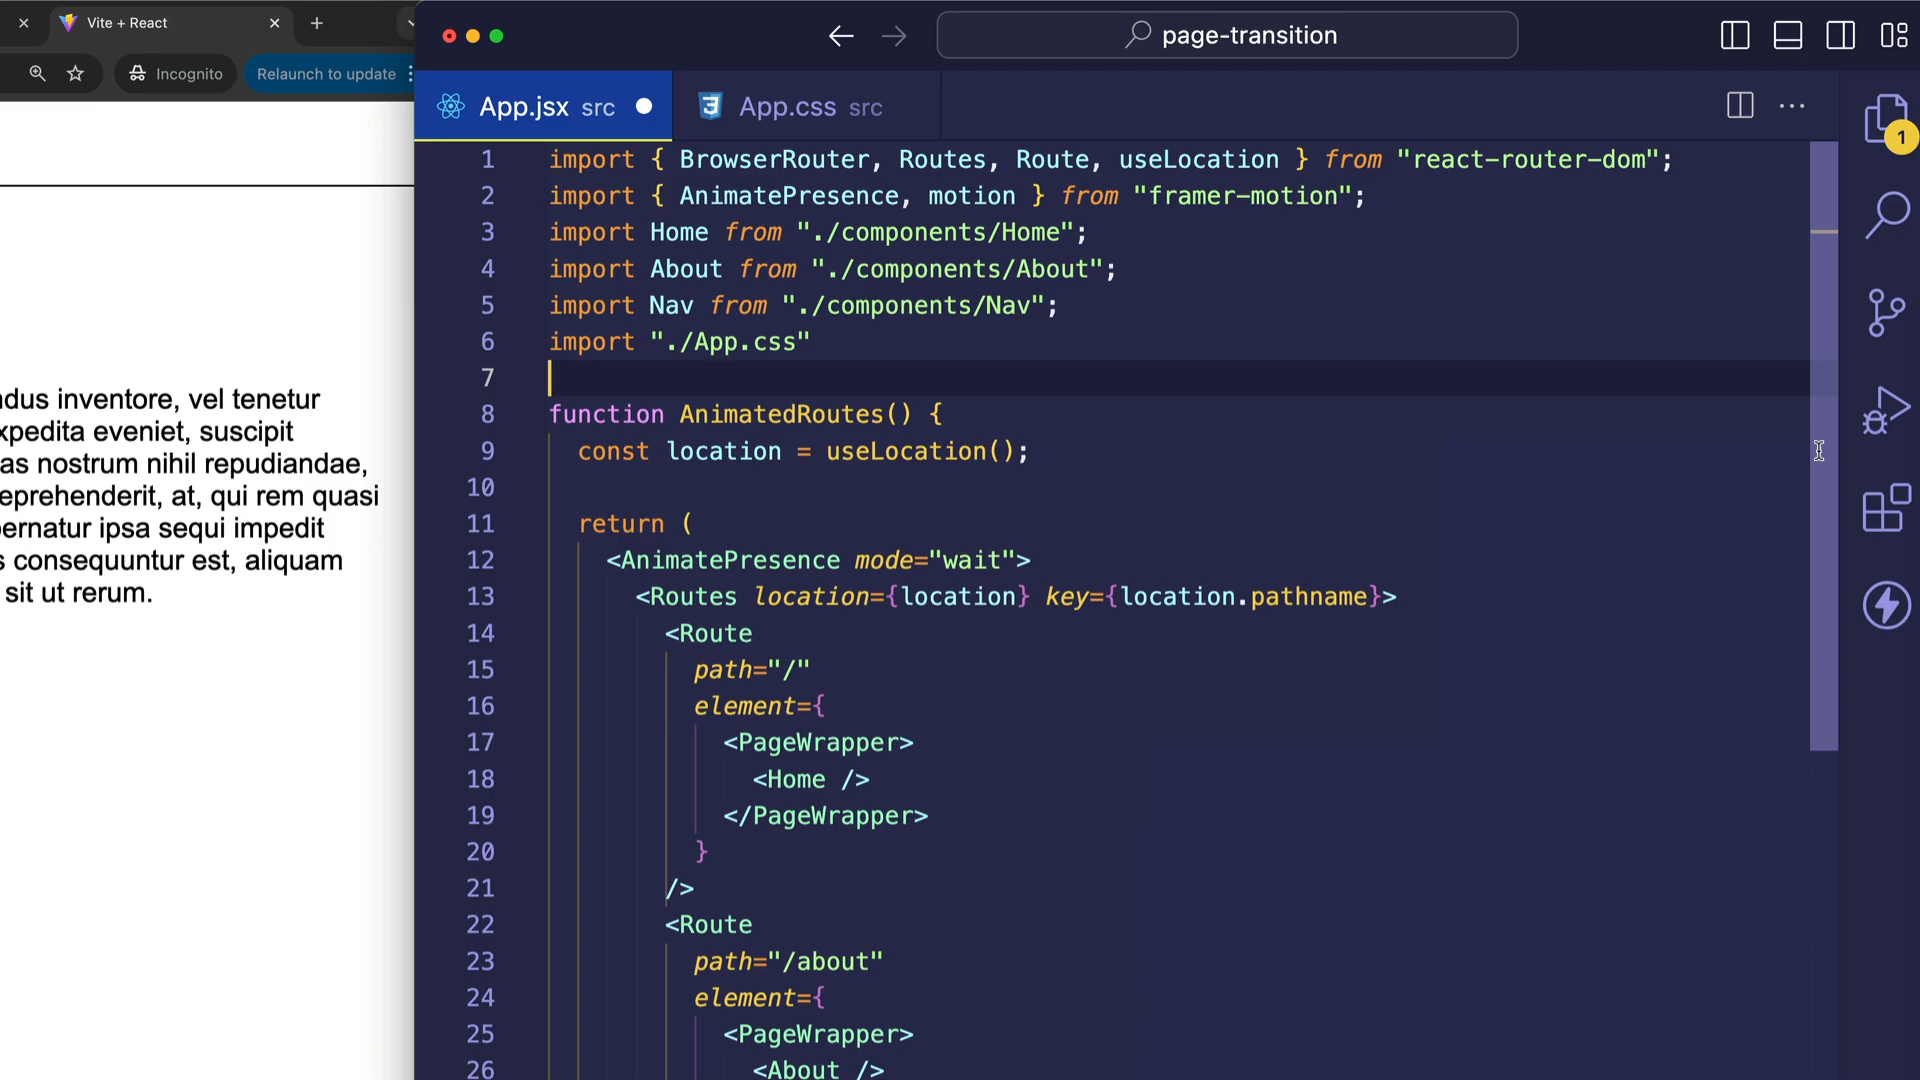 Vite + React
Incognito
Relaunch to update
ndus inventore, vel tenetur
xpedita eveniet, suscipit
as nostrum nihil repudiandae,
eprehenderit, at, qui rem quasi
ernatur ipsa sequi impedit
s consequuntur est, aliquam
sit ut rerum.
page-transition
App.jsx src
App.css src
1
1 import { BrowserRouter, Routes, Route, useLocation } from "react-router-dom";
2 import { AnimatePresence, motion } from "framer-motion";
3 import Home from "./components/Home";
4 import About from "./components/About";
5 import Nav from "./components/Nav";
6 import "./App.css"
7
8 function AnimatedRoutes() {
9 const location = useLocation();
10
11 return (
12 <AnimatePresence mode="wait">
13 <Routes location={location} key={location.pathname}>
14 <Route
15 path="/"
16 element={
17 <PageWrapper>
18 <Home />
19 </PageWrapper>
20 }
21 />
22 <Route
23 path="/about"
24 element={
25 <PageWrapper>
26 <About />